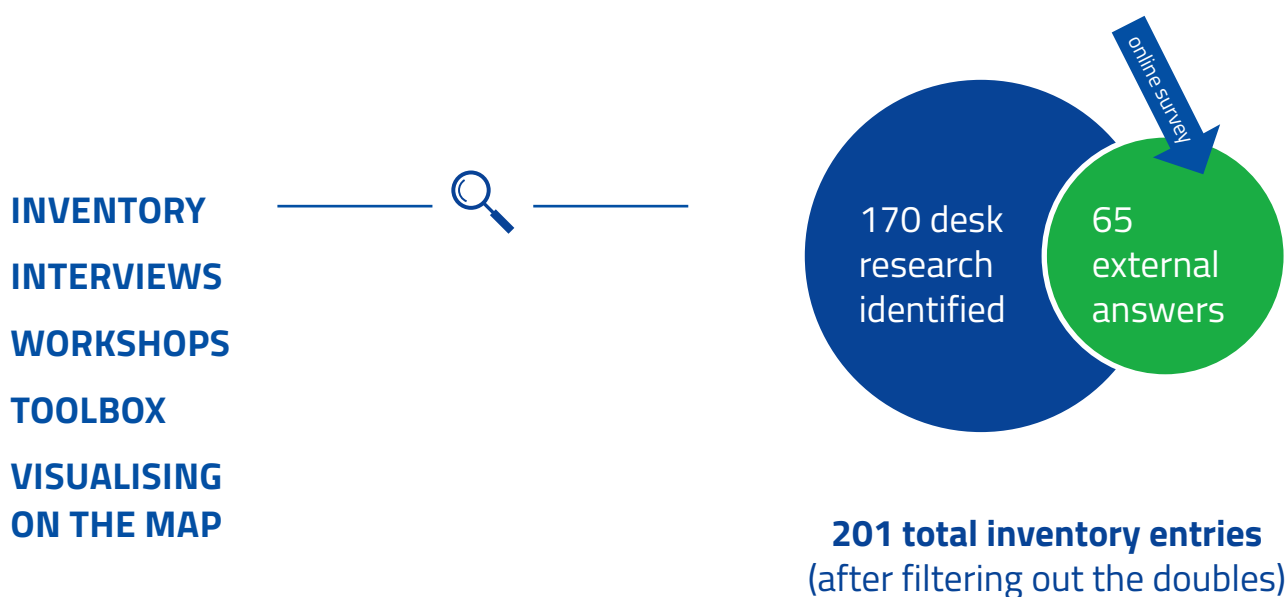 INVENTORY
INTERVIEWS
WORKSHOPS
TOOLBOX
VISUALISING
ON THE MAP
online survey
170 desk
research
identified
65
external
answers
201 total inventory entries
(after filtering out the doubles)